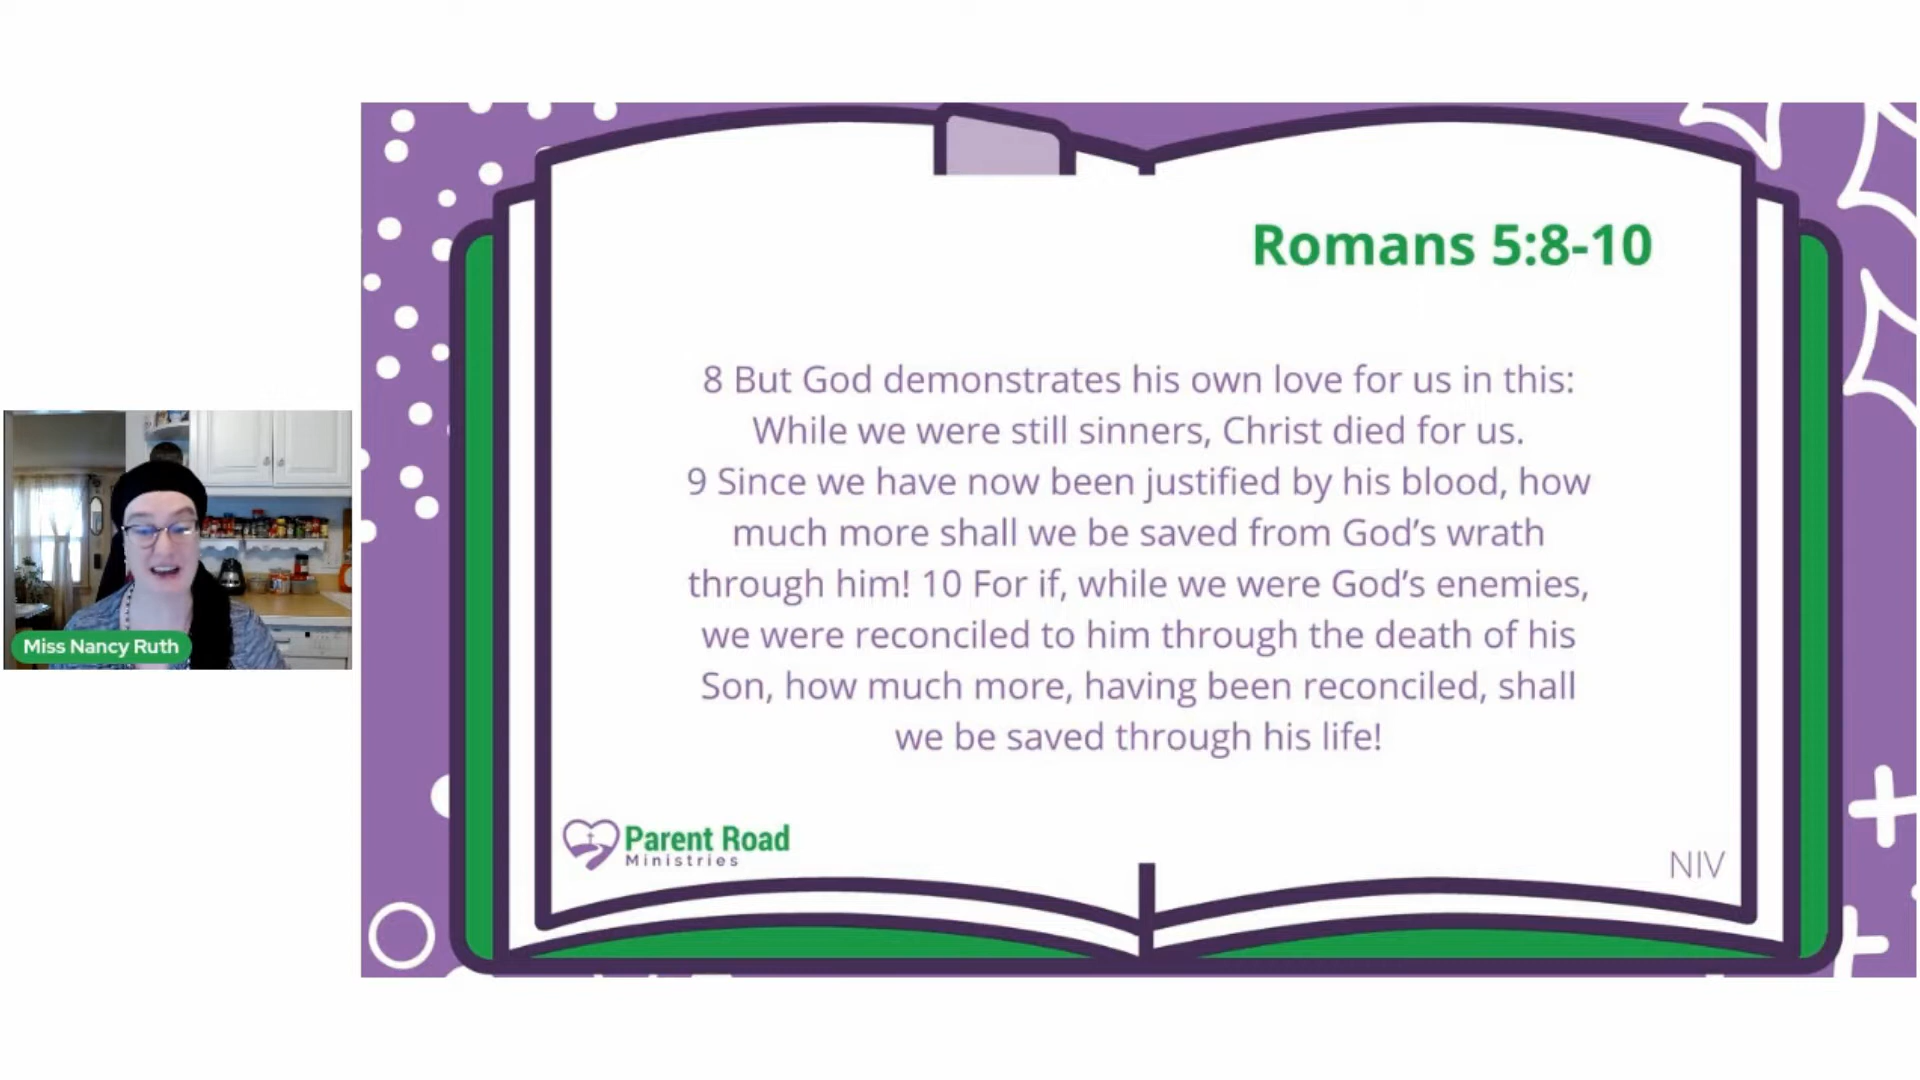 Romans 5:8-10
8 But God demonstrates his own love for us in this:
While we were still sinners, Christ died for us.
9 Since we have now been justified by his blood, how
much more shall we be saved from God’s wrath
through him! 10 For if, while we were God’s enemies,
we were reconciled to him through the death of his
Son, how much more, having been reconciled, shall
we be saved through his life!
Miss Nancy Ruth
Parent Road
Ministries
NIV